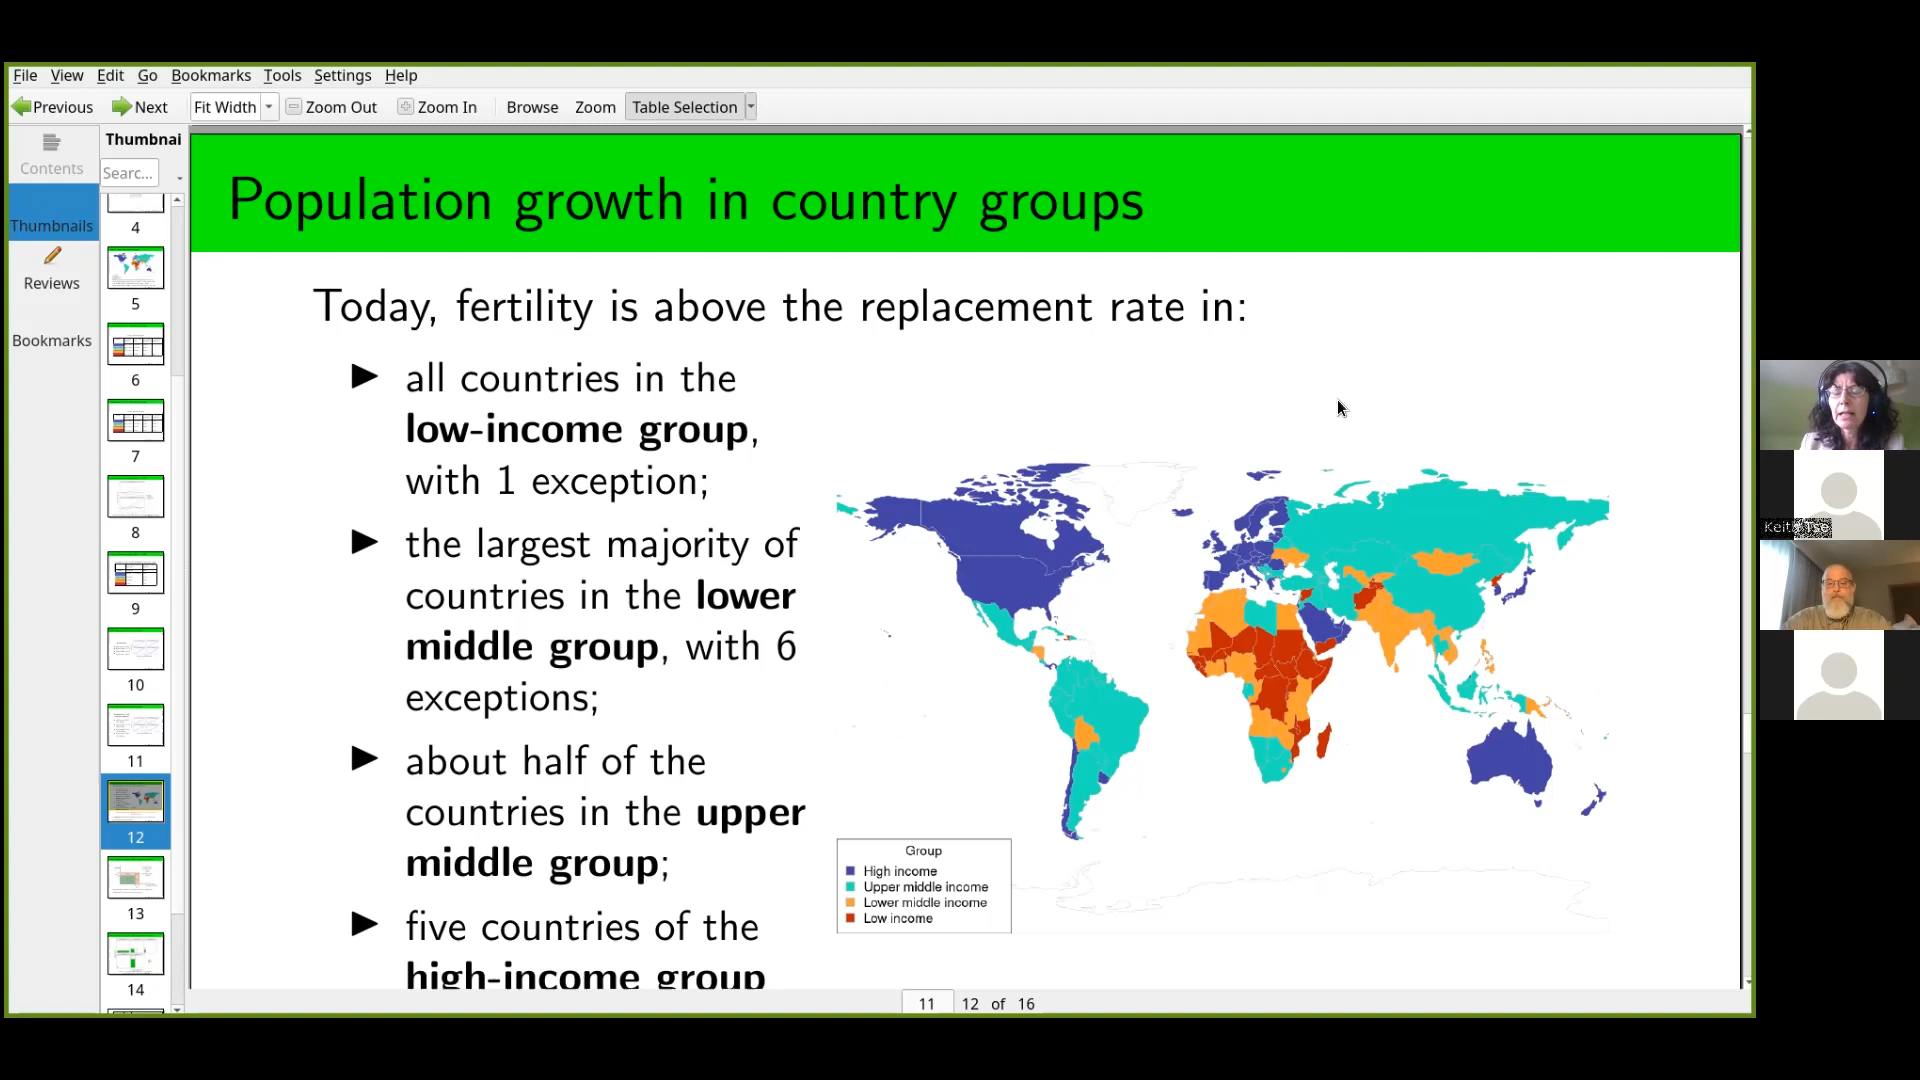 File View Edit Go Bookmarks Tools Settings Help
Previous Next Fit Width Zoom Out Zoom In Browse Zoom Table Selection
Contents
Thumbnails
Reviews
Bookmarks
Thumbnai
Searc...
4
5
6
7
8
9
10
11
12
13
14
Population growth in country groups
Today, fertility is above the replacement rate in:
▶ all countries in the
low-income group,
with 1 exception;
▶ the largest majority of
countries in the lower
middle group, with 6
exceptions;
▶ about half of the
countries in the upper
middle group;
▶ five countries of the
high-income group
Group
High income
Upper middle income
Lower middle income
Low income
11 12 of 16